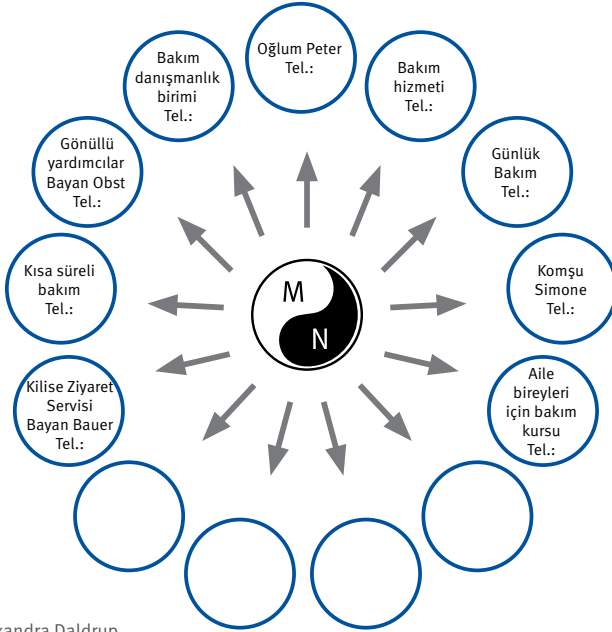 Oğlum Peter
Tel.:
Bakım
hizmeti
Tel.:
Günlük
Bakım
Tel.:
Komşu
Simone
Tel.:
Aile
bireyleri
için bakım
kursu
Tel.:
Kilise Ziyaret
Servisi
Bayan Bauer
Tel.:
Kısa süreli
bakım
Tel.:
Gönüllü
yardımcılar
Bayan Obst
Tel.:
Bakım
danışmanlık
birimi
Tel.:
M
N
Daldrup